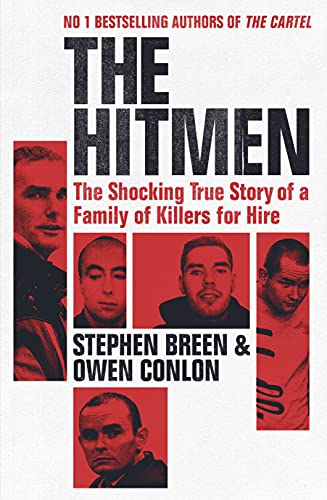 NO 1 BESTSELLING AUTHORS OF THE CARTEL
THE
HITMEN
The Shocking True Story of a
Family of Killers for Hire
STEPHEN BREEN &
OWEN CONLON